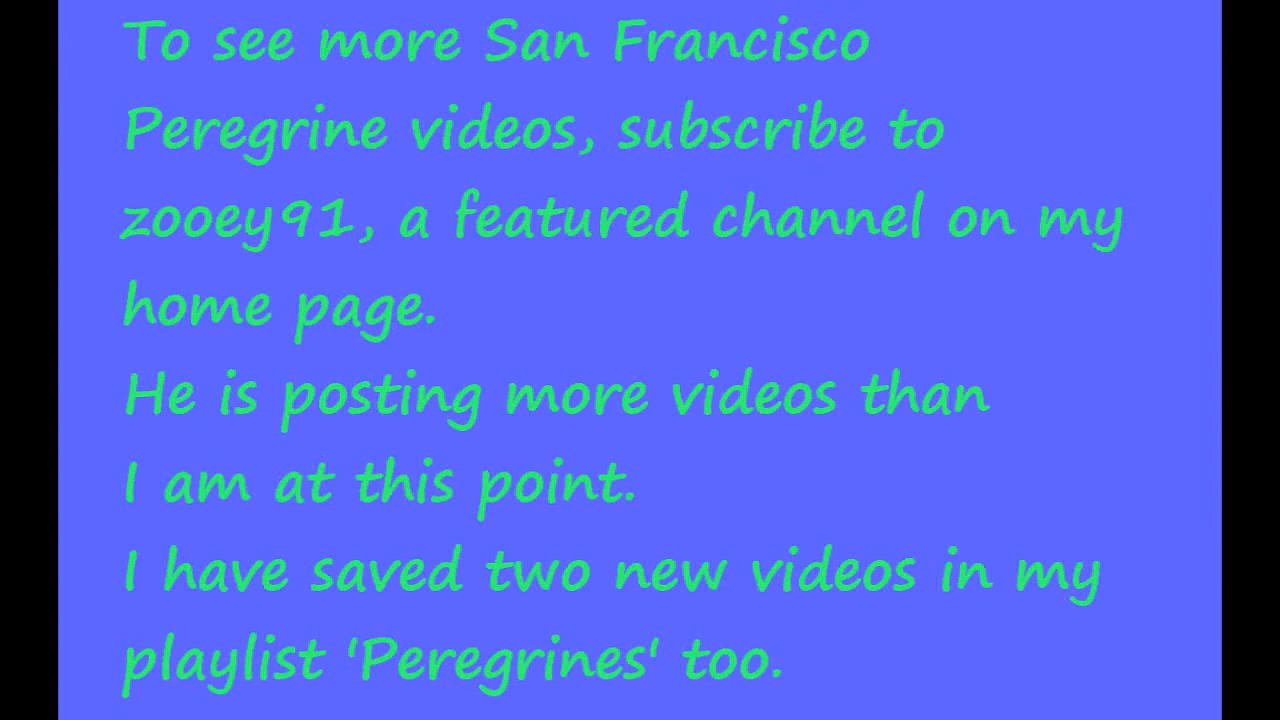 To see more San Francisco
Peregrine videos, subscribe to
zooey91, a featured channel on my
home page.
He is posting more videos than
I am at this point.
I have saved two new videos in my
playlist 'Peregrines' too.